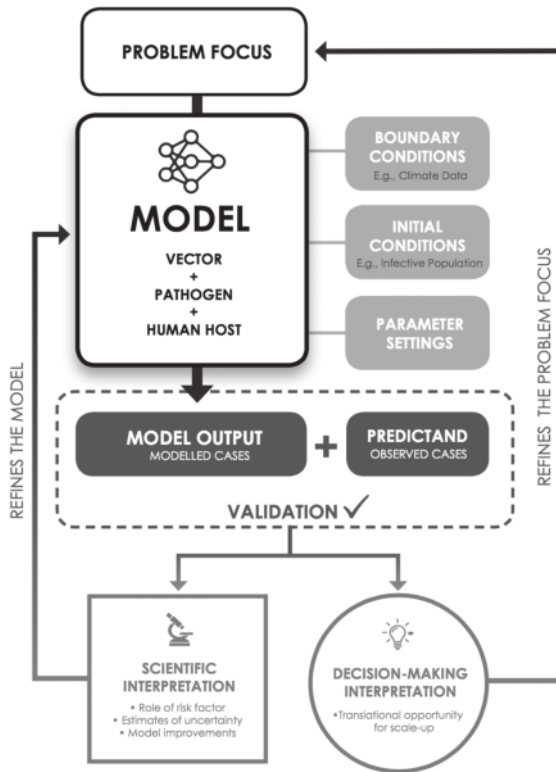 PROBLEM FOCUS
MODEL
VECTOR
+
PATHOGEN
+
HUMAN HOST
BOUNDARY
CONDITIONS
E.g., Climate Data
INITIAL
CONDITIONS
E.g., Infective Population
PARAMETER
SETTINGS
MODEL OUTPUT
MODELLED CASES
+
PREDICTAND
OBSERVED CASES
VALIDATION ✓
SCIENTIFIC
INTERPRETATION
• Role of risk factor
• Estimates of uncertainty
• Model improvements
DECISION-MAKING
INTERPRETATION
•Translational opportunity
for scale-up
REFINES THE MODEL
REFINES THE PROBLEM FOCUS